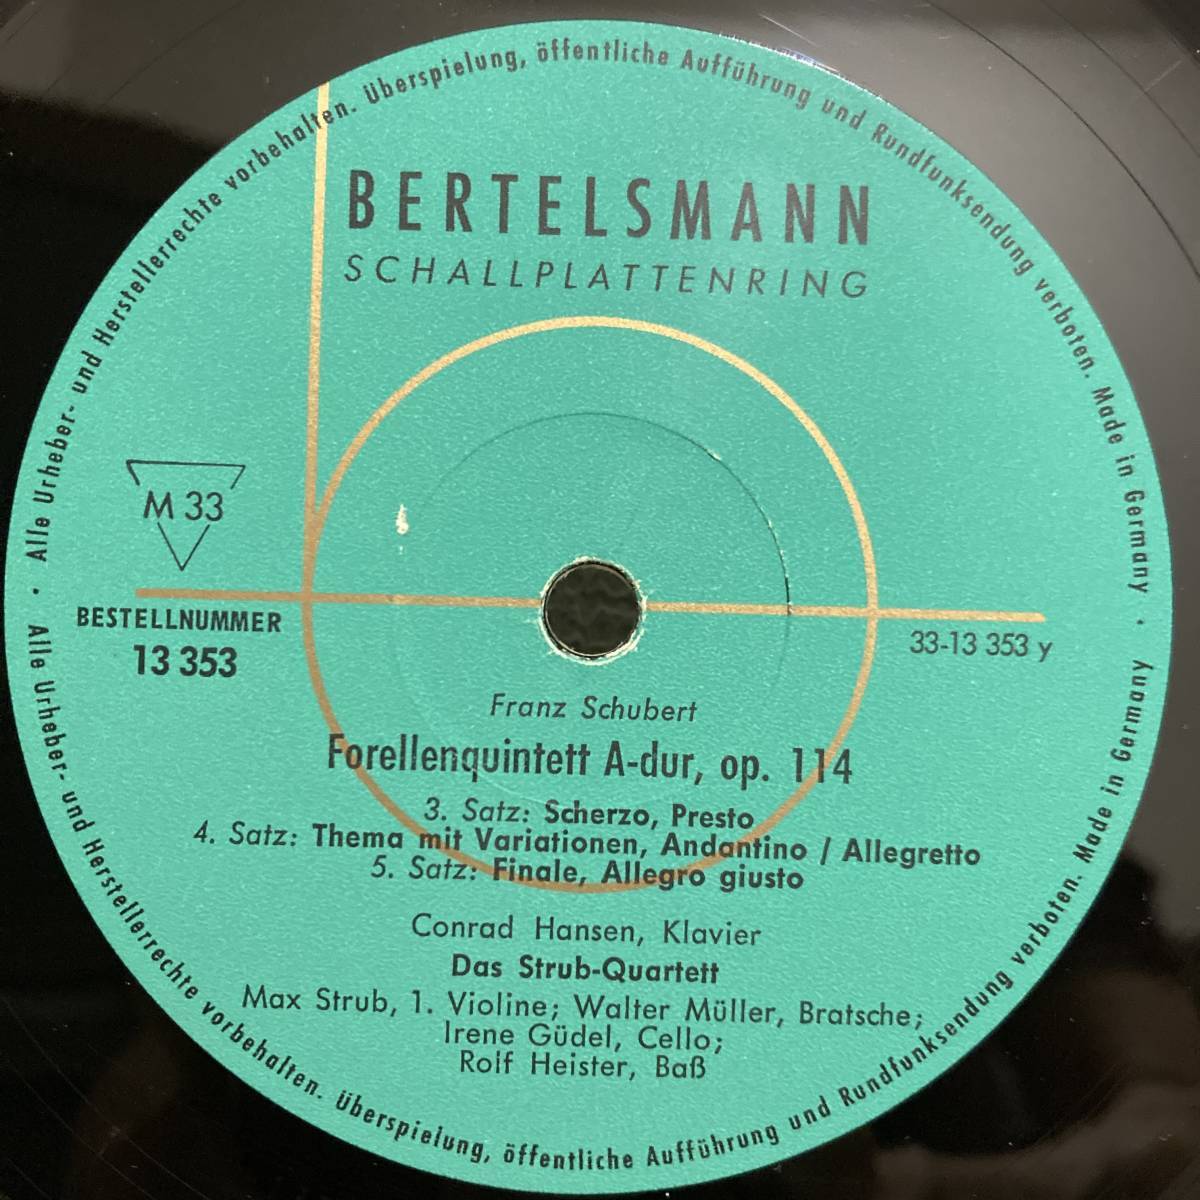 Alle Urheber- und Herstellerrechte vorbehalten. Überspielung, öffentliche Aufführung und Rundfunksendung verboten. Made in Germany ·
BERTELSMANN
SCHALLPLATTENRING
M 33
BESTELLNUMMER
13 353
33-13 353 y
Franz Schubert
Forellenquintett A-dur, op. 114
3. Satz: Scherzo, Presto
4. Satz: Thema mit Variationen, Andantino / Allegretto
5. Satz: Finale, Allegro giusto
Conrad Hansen, Klavier
Das Strub-Quartett
Max Strub, 1. Violine; Walter Müller, Bratsche;
Irene Güdel, Cello;
Rolf Heister, Baß
· Alle Urheber- und Herstellerrechte vorbehalten. Überspielung, öffentliche Aufführung und Rundfunksendung verboten. Made in Germany